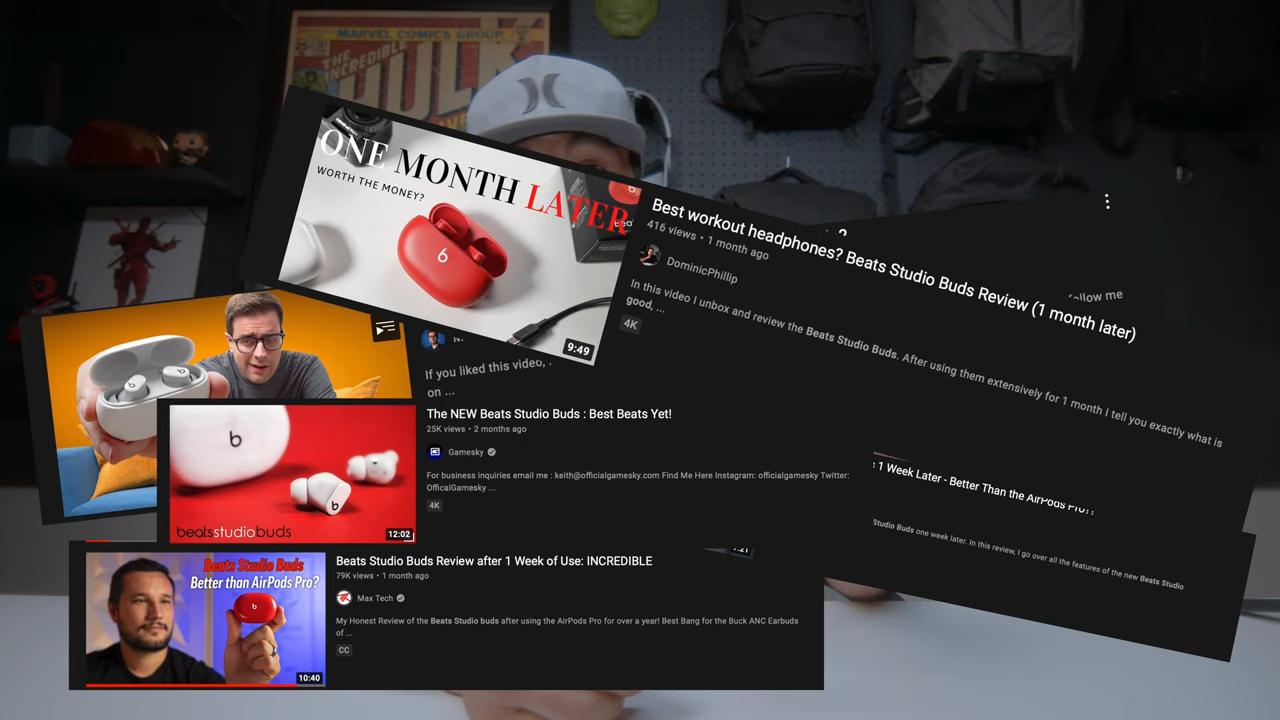 MARVEL COMICS GROUP
THE
INCREDIBLE
HULK
ONE MONTH LATER
WORTH THE MONEY?
9:49
Best workout headphones? Beats Studio Buds Review (1 month later)
416 views • 1 month ago
DominicPhillip
In this video I unbox and review the Beats Studio Buds. After using them extensively for 1 month I tell you exactly what is
good, ...
4K
follow me
If you liked this video,
on ...
The NEW Beats Studio Buds : Best Beats Yet!
25K views • 2 months ago
Gamesky
For business inquiries email me : keith@officialgamesky.com Find Me Here Instagram: officialgamesky Twitter:
OfficalGamesky ...
4K
beatsstudiobuds
12:02
1 Week Later - Better Than the AirPods Pro?!
Studio Buds one week later. In this review, I go over all the features of the new Beats Studio
Beats Studio Buds
Better than AirPods Pro?
10:40
Beats Studio Buds Review after 1 Week of Use: INCREDIBLE
79K views • 1 month ago
Max Tech
My Honest Review of the Beats Studio buds after using the AirPods Pro for over a year! Best Bang for the Buck ANC Earbuds
of ...
CC